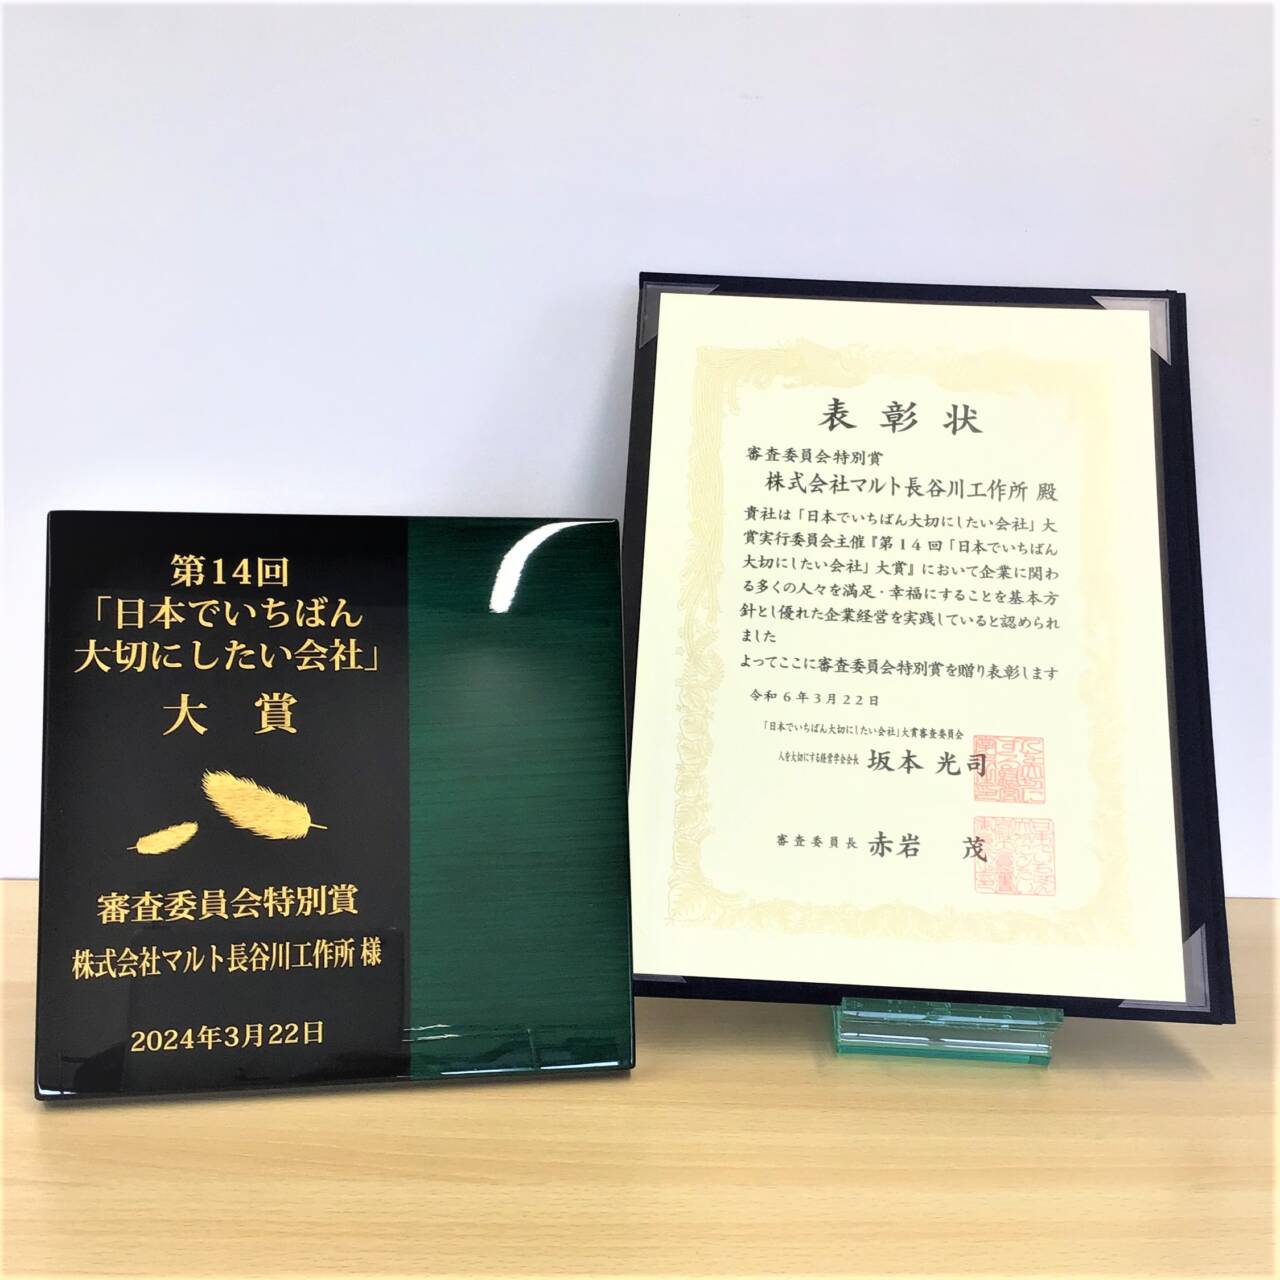 第14回
「日本でいちばん
大切にしたい会社」
大 賞
審査委員会特別賞
株式会社マルト長谷川工作所 様
2024年3月22日
表彰状
審査委員会特別賞
株式会社マルト長谷川工作所 殿
貴社は「日本でいちばん大切にしたい会社」大
賞実行委員会主催『第14回「日本でいちばん
大切にしたい会社」大賞』において企業に関わ
る多くの人々を満足・幸福にすることを基本方
針とし優れた企業経営を実践していると認められ
ました
よってここに審査委員会特別賞を贈り表彰します
令和6年3月22日
「日本でいちばん大切にしたい会社」大賞審査委員会
人を大切にする経営学会会長 坂本 光司
審査委員長 赤岩 茂